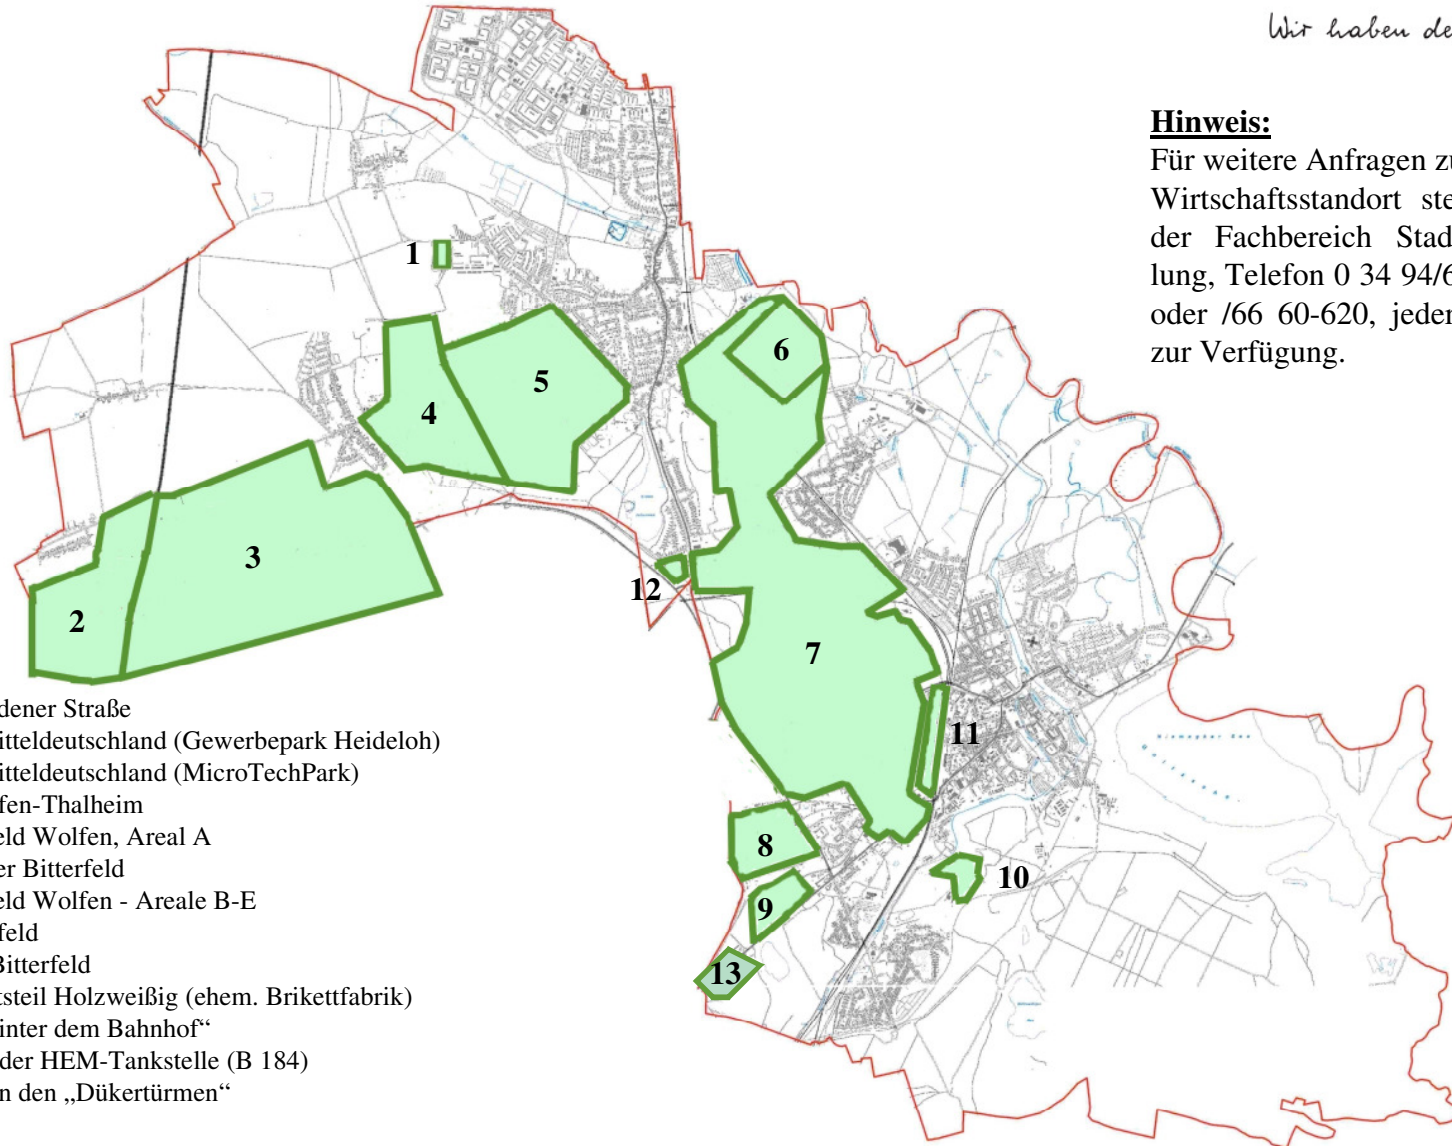 Wir haben de
Hinweis:
Für weitere Anfragen zu
Wirtschaftsstandort ste
der Fachbereich Stad
lung, Telefon 0 34 94/6
oder /66 60-620, jeder
zur Verfügung.
1
6
5
4
3
12
2
7
11
8
10
9
13
dener Straße
itteldeutschland (Gewerbepark Heideloh)
itteldeutschland (MicroTechPark)
fen-Thalheim
eld Wolfen, Areal A
er Bitterfeld
eld Wolfen - Areale B-E
feld
Bitterfeld
tsteil Holzweißig (ehem. Brikettfabrik)
inter dem Bahnhof“
der HEM-Tankstelle (B 184)
n den „Dükertürmen“